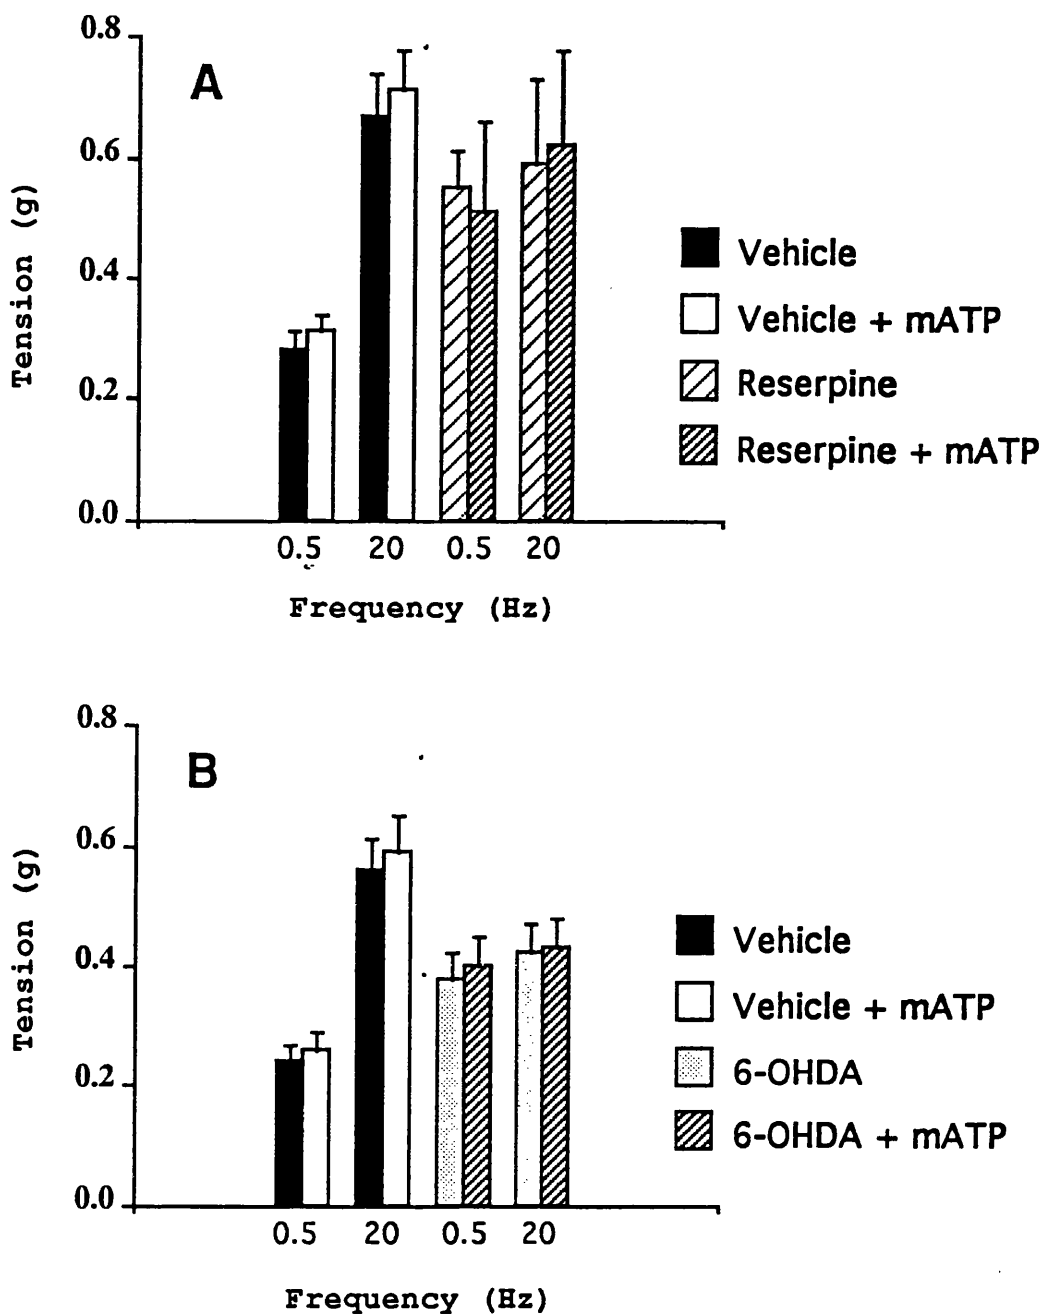 A
0.8
0.6
0.4
0.2
0.0
Tension (g)
0.5 20 0.5 20
Frequency (Hz)
Vehicle
Vehicle + mATP
Reserpine
Reserpine + mATP
B
0.8
0.6
0.4
0.2
0.0
Tension (g)
0.5 20 0.5 20
Frequency (Hz)
Vehicle
Vehicle + mATP
6-OHDA
6-OHDA + mATP